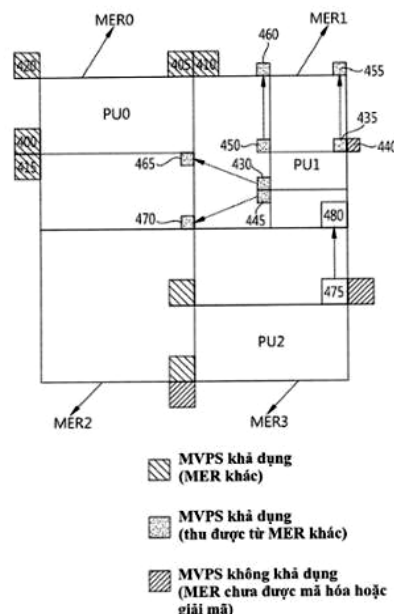 MER0
460
MER1
420
405
410
455
PU0
435
400
450
440
415
465
430
PU1
445
480
470
475
PU2
MER2
MER3
MVPS khả dụng
(MER khác)
MVPS khả dụng
(thu được từ MER khác)
MVPS không khả dụng
(MER chưa được mã hóa hoặc
giải mã)